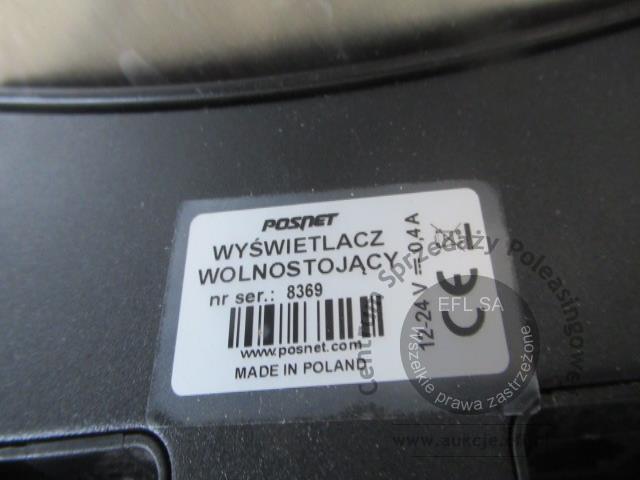 POSNET
WYŚWIETLACZ
WOLNOSTOJĄCY
nr ser.: 8369
www.posnet.com
MADE IN POLAND
12-24 V ⎓ 0,4 A
CE
Centrum Sprzedaży Poleasingowej
EFL SA
wszelkie prawa zastrzeżone